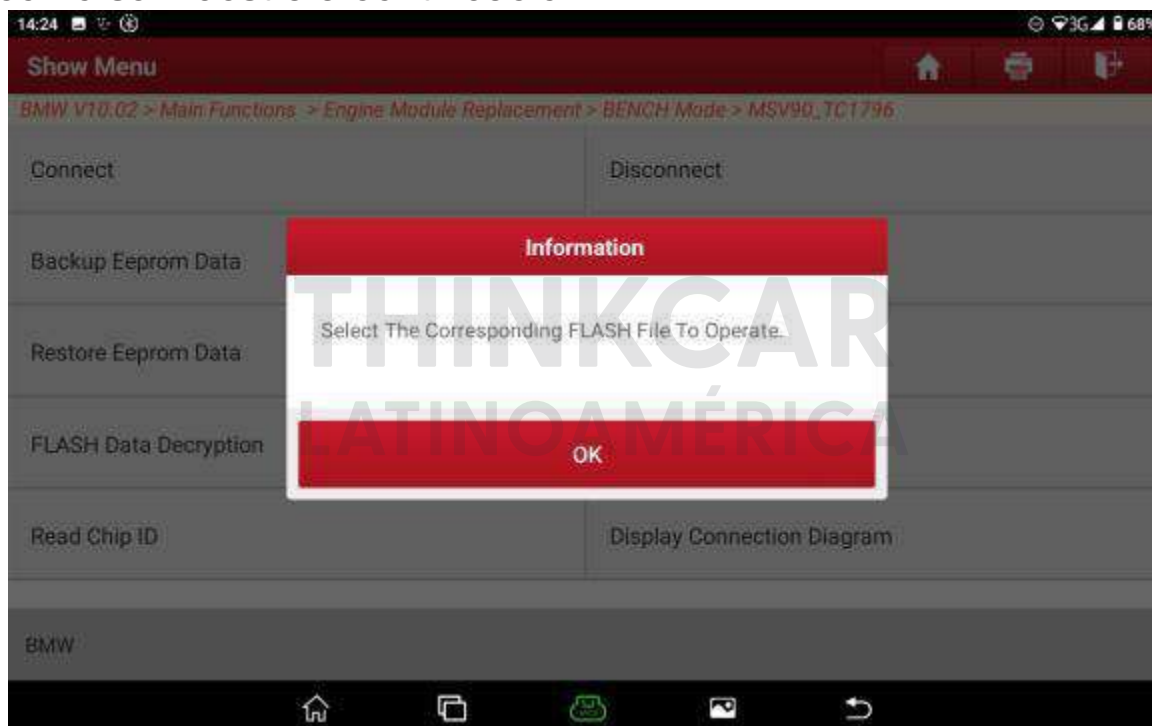 14:24
3G 68%
Show Menu
BMW V10.02 > Main Functions > Engine Module Replacement > BENCH Mode > MSV90_TC1796
Connect
Disconnect
Backup Eeprom Data
Information
Select The Corresponding FLASH File To Operate.
THINKCAR
Restore Eeprom Data
LATINOAMÉRICA
FLASH Data Decryption
OK
Read Chip ID
Display Connection Diagram
BMW